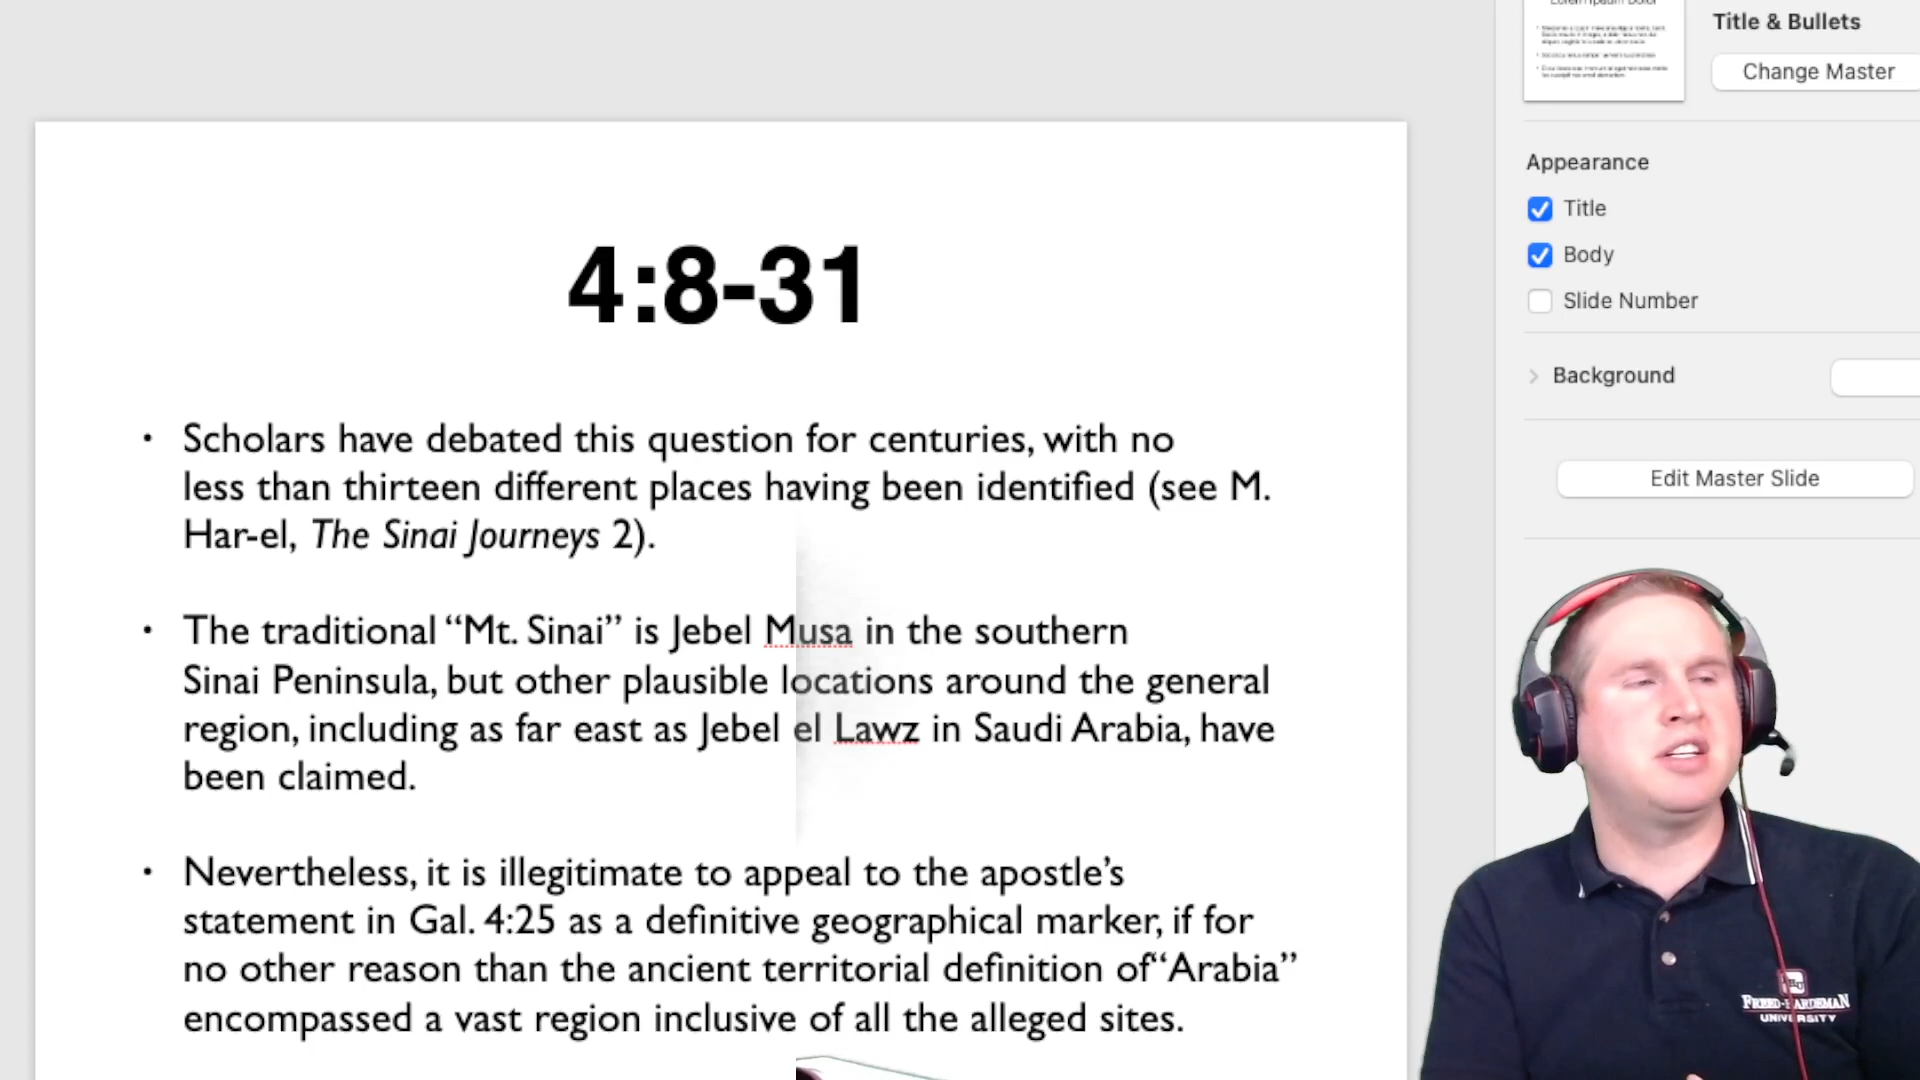 Title & Bullets
Change Master
Appearance
Title
Body
Slide Number
Background
Edit Master Slide
4:8-31
• Scholars have debated this question for centuries, with no
less than thirteen different places having been identified (see M.
Har-el, The Sinai Journeys 2).
• The traditional “Mt. Sinai” is Jebel Musa in the southern
Sinai Peninsula, but other plausible locations around the general
region, including as far east as Jebel el Lawz in Saudi Arabia, have
been claimed.
• Nevertheless, it is illegitimate to appeal to the apostle’s
statement in Gal. 4:25 as a definitive geographical marker, if for
no other reason than the ancient territorial definition of“Arabia”
encompassed a vast region inclusive of all the alleged sites.
FREED-HARDEMAN
UNIVERSITY